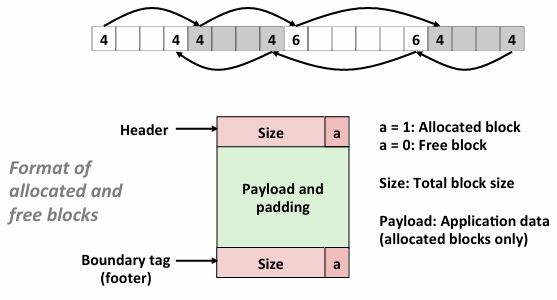 4 4 4 4 6 6 4 4
Header
Size a
a = 1: Allocated block
a = 0: Free block
Format of
allocated and
free blocks
Payload and
padding
Size: Total block size
Payload: Application data
(allocated blocks only)
Boundary tag
(footer)
Size a